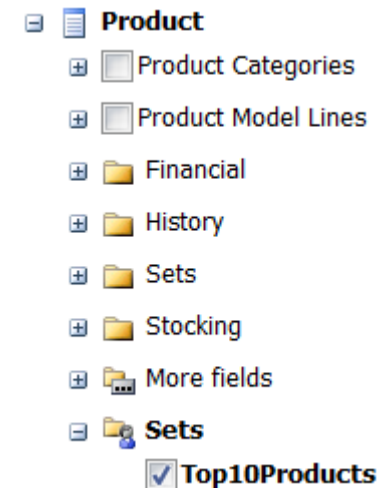 Product
Product Categories
Product Model Lines
Financial
History
Sets
Stocking
More fields
Sets
Top10Products